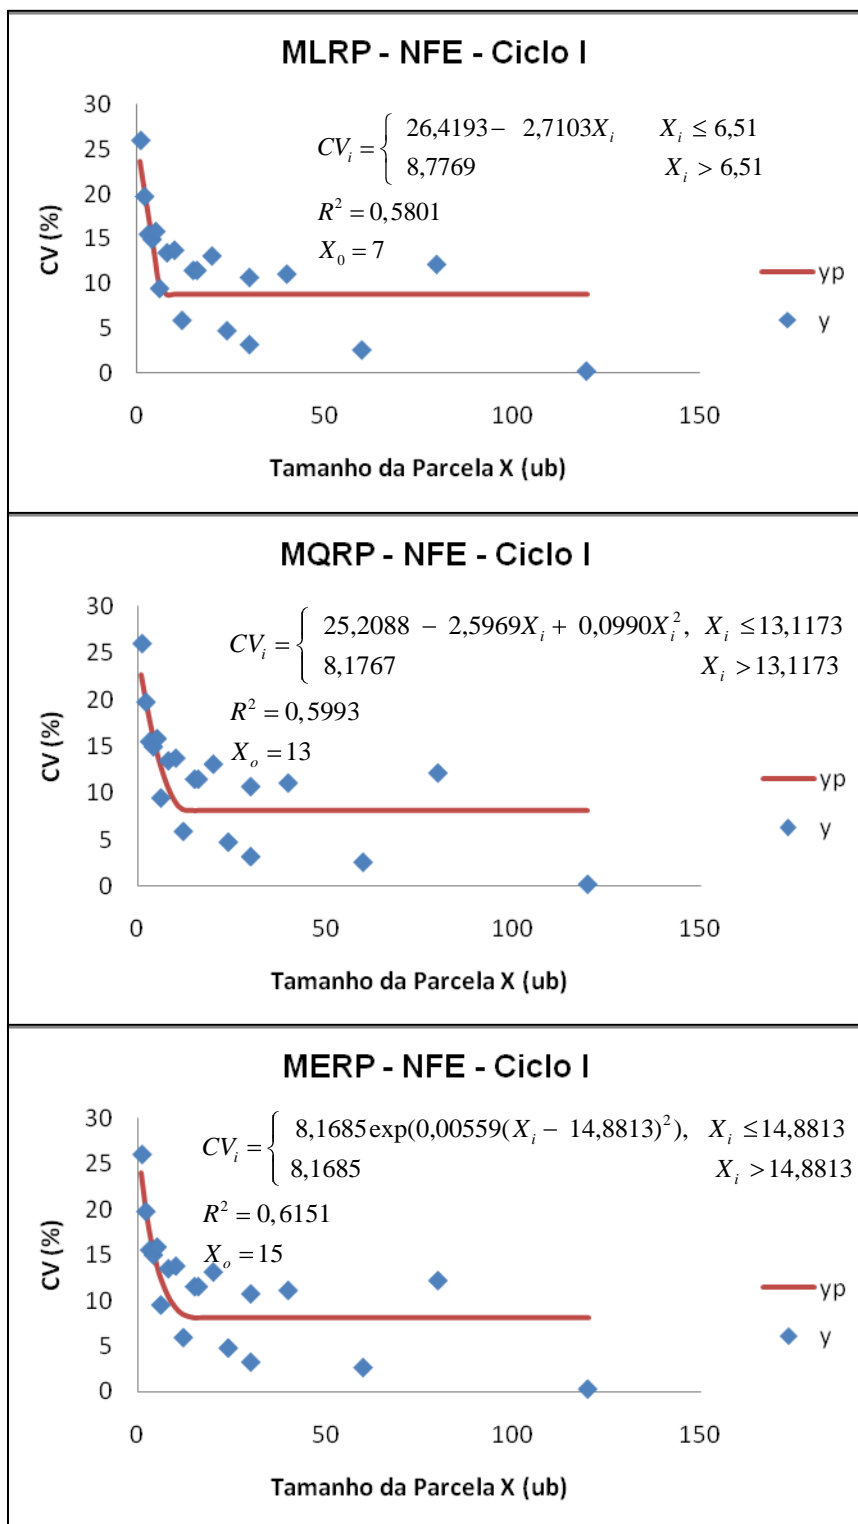 MLRP - NFE - Ciclo I
CV_i = { 26,4193 − 2,7103X_i X_i ≤ 6,51
8,7769 X_i > 6,51
R² = 0,5801
X_0 = 7
CV (%)
30
25
20
15
10
5
0
0 50 100 150
Tamanho da Parcela X (ub)
yp
y
MQRP - NFE - Ciclo I
CV_i = { 25,2088 − 2,5969X_i + 0,0990X_i², X_i ≤13,1173
8,1767 X_i >13,1173
R² = 0,5993
X_o =13
CV (%)
30
25
20
15
10
5
0
0 50 100 150
Tamanho da Parcela X (ub)
yp
y
MERP - NFE - Ciclo I
CV_i = { 8,1685exp(0,00559(X_i − 14,8813)²), X_i ≤14,8813
8,1685 X_i >14,8813
R² = 0,6151
X_o =15
CV (%)
30
25
20
15
10
5
0
0 50 100 150
Tamanho da Parcela X (ub)
yp
y